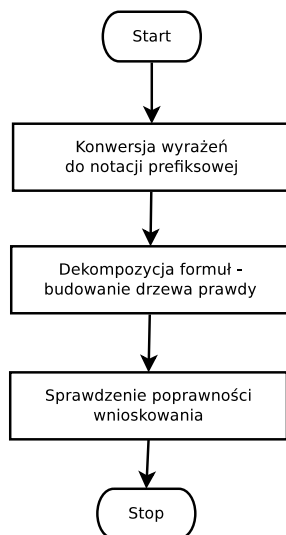 Start
Konwersja wyrażeń
do notacji prefiksowej
Dekompozycja formuł -
budowanie drzewa prawdy
Sprawdzenie poprawności
wnioskowania
Stop